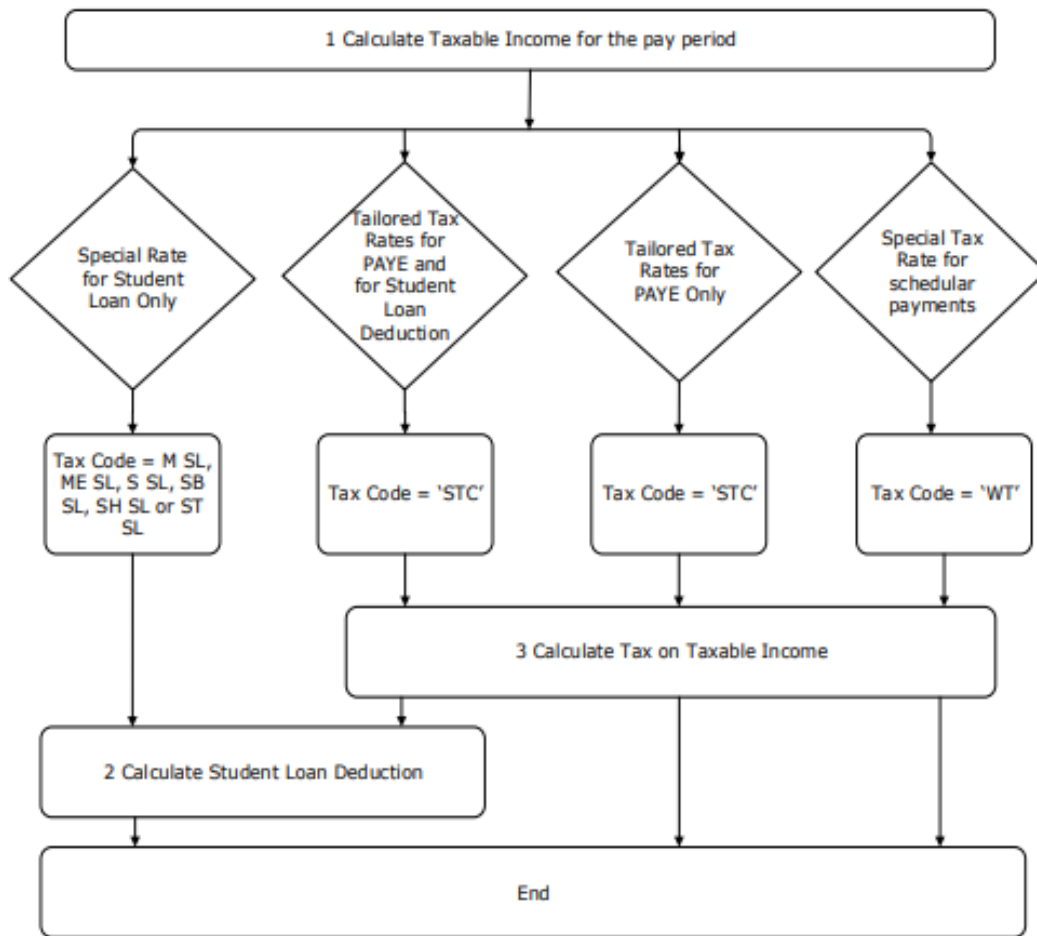 1 Calculate Taxable Income for the pay period
Special Rate
for Student
Loan Only
Tailored Tax
Rates for
PAYE and
for Student
Loan
Deduction
Tailored Tax
Rates for
PAYE Only
Special Tax
Rate for
schedular
payments
Tax Code = M SL,
ME SL, S SL, SB
SL, SH SL or ST
SL
Tax Code = ‘STC’
Tax Code = ‘STC’
Tax Code = ‘WT’
3 Calculate Tax on Taxable Income
2 Calculate Student Loan Deduction
End